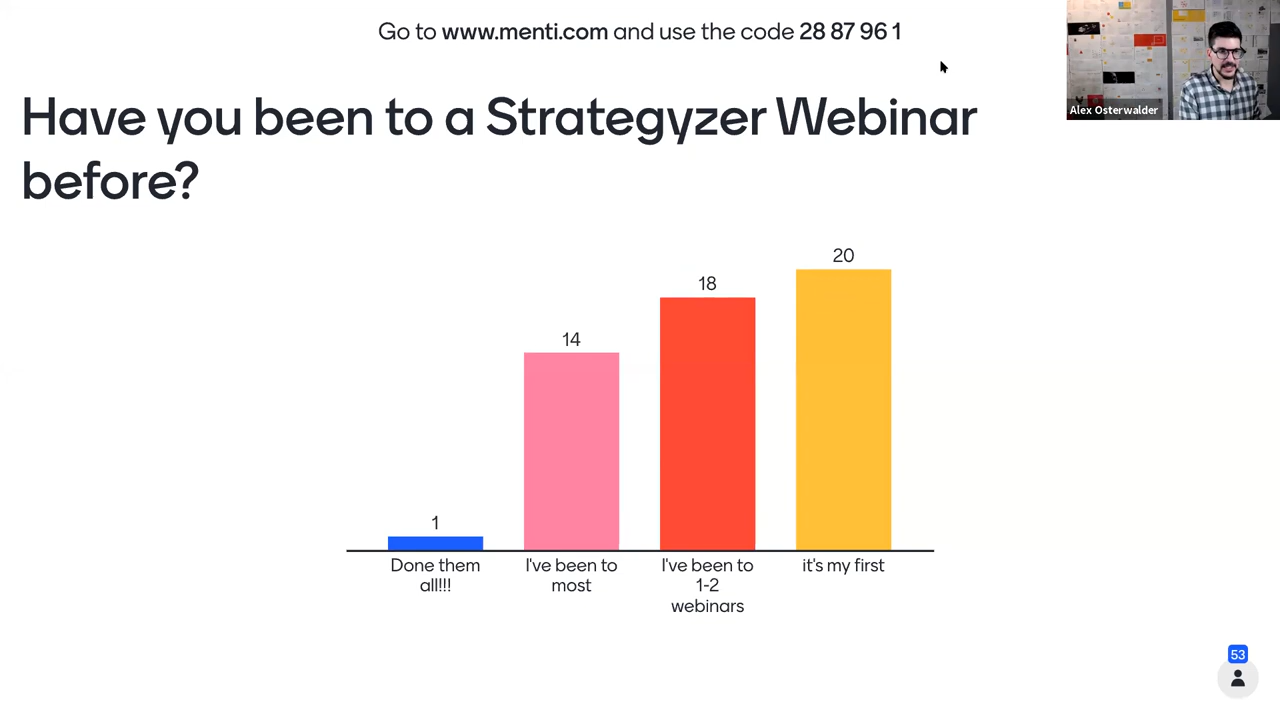 Go to www.menti.com and use the code 28 87 96 1
Alex Osterwalder
Have you been to a Strategyzer Webinar
before?
1
14
18
20
Done them
all!!!
I've been to
most
I've been to
1-2
webinars
it's my first
53